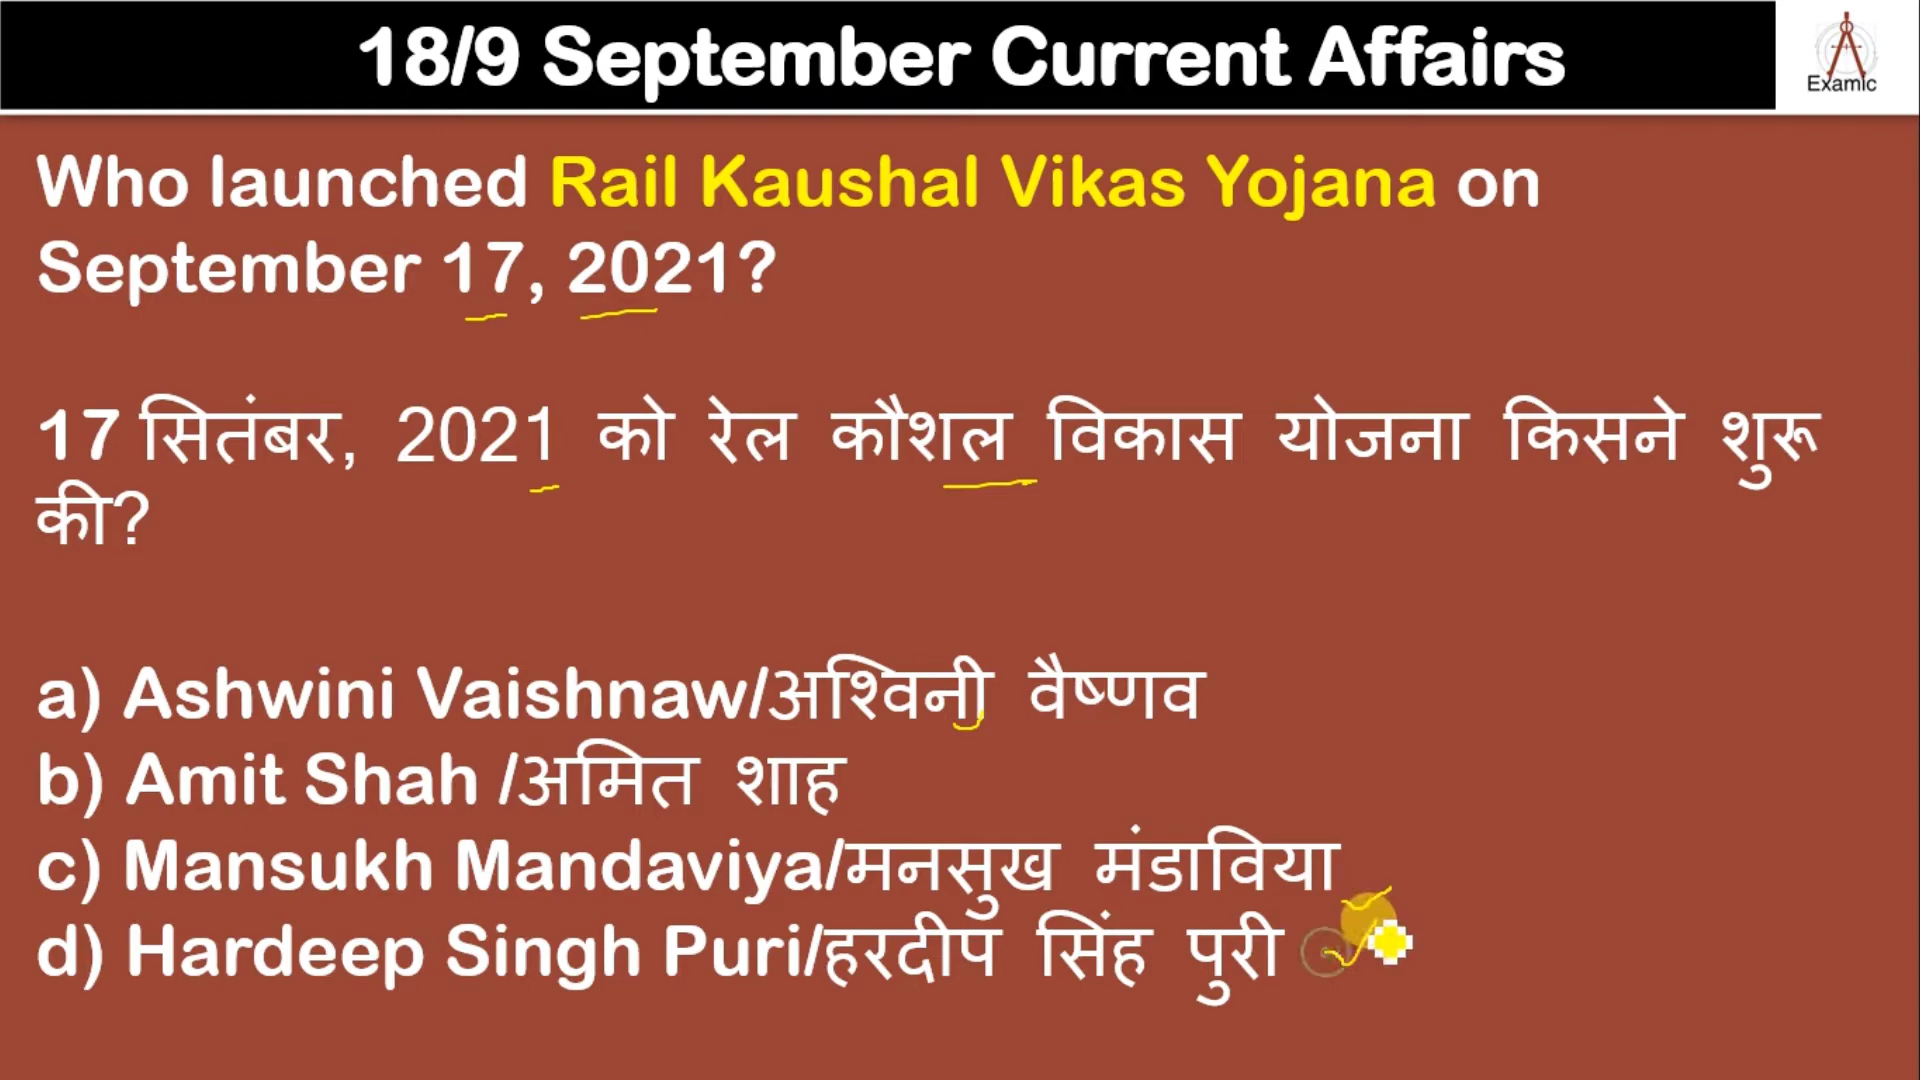 18/9 September Current Affairs
Examic
Who launched Rail Kaushal Vikas Yojana on
September 17, 2021?
17 सितंबर, 2021 को रेल कौशल विकास योजना किसने शुरू
की?
a) Ashwini Vaishnaw/अश्विनी वैष्णव
b) Amit Shah /अमित शाह
c) Mansukh Mandaviya/मनसुख मंडाविया
d) Hardeep Singh Puri/हरदीप सिंह पुरी